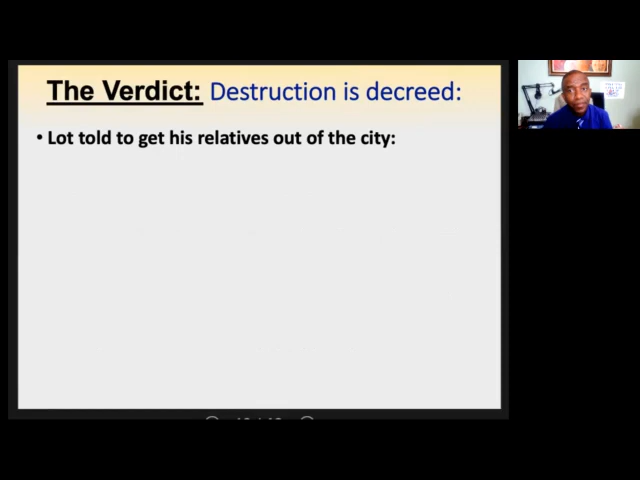 The Verdict: Destruction is decreed:
• Lot told to get his relatives out of the city: